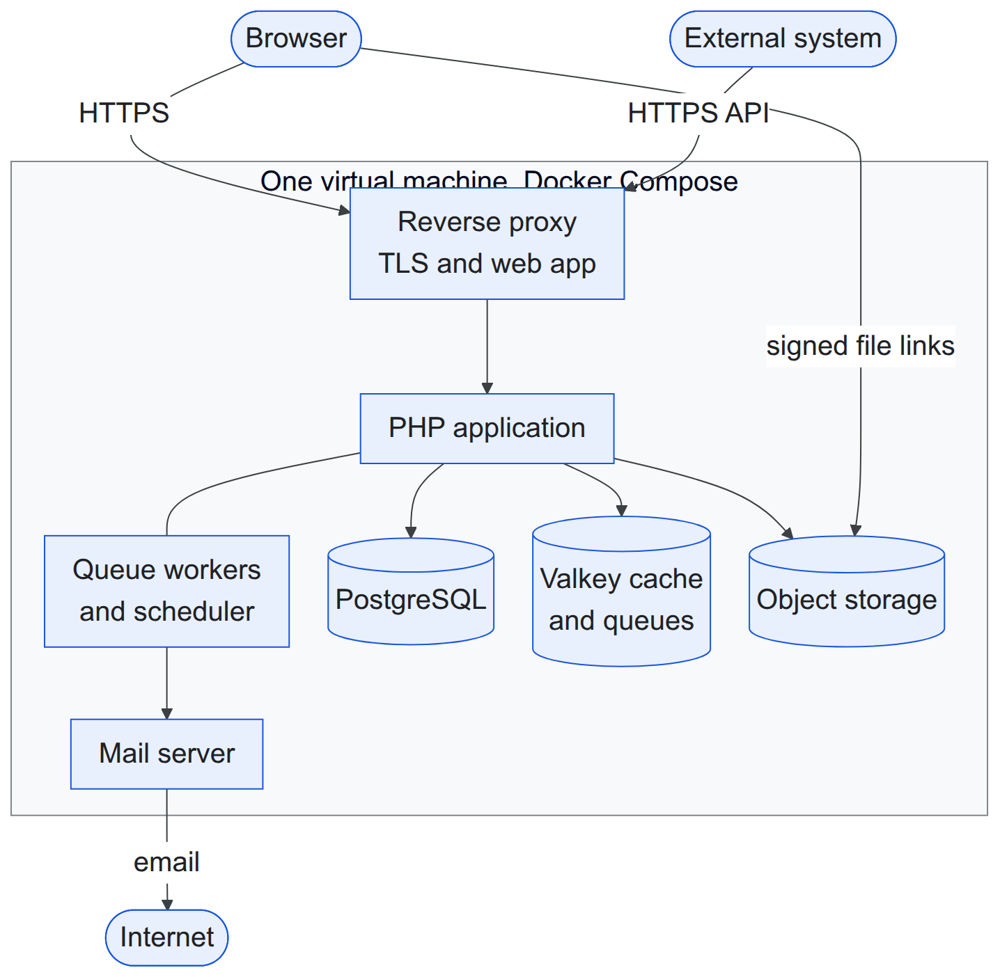 Browser
External system
HTTPS
HTTPS API
One virtual machine, Docker Compose
Reverse proxy
TLS and web app
signed file links
PHP application
Queue workers
and scheduler
PostgreSQL
Valkey cache
and queues
Object storage
Mail server
email
Internet